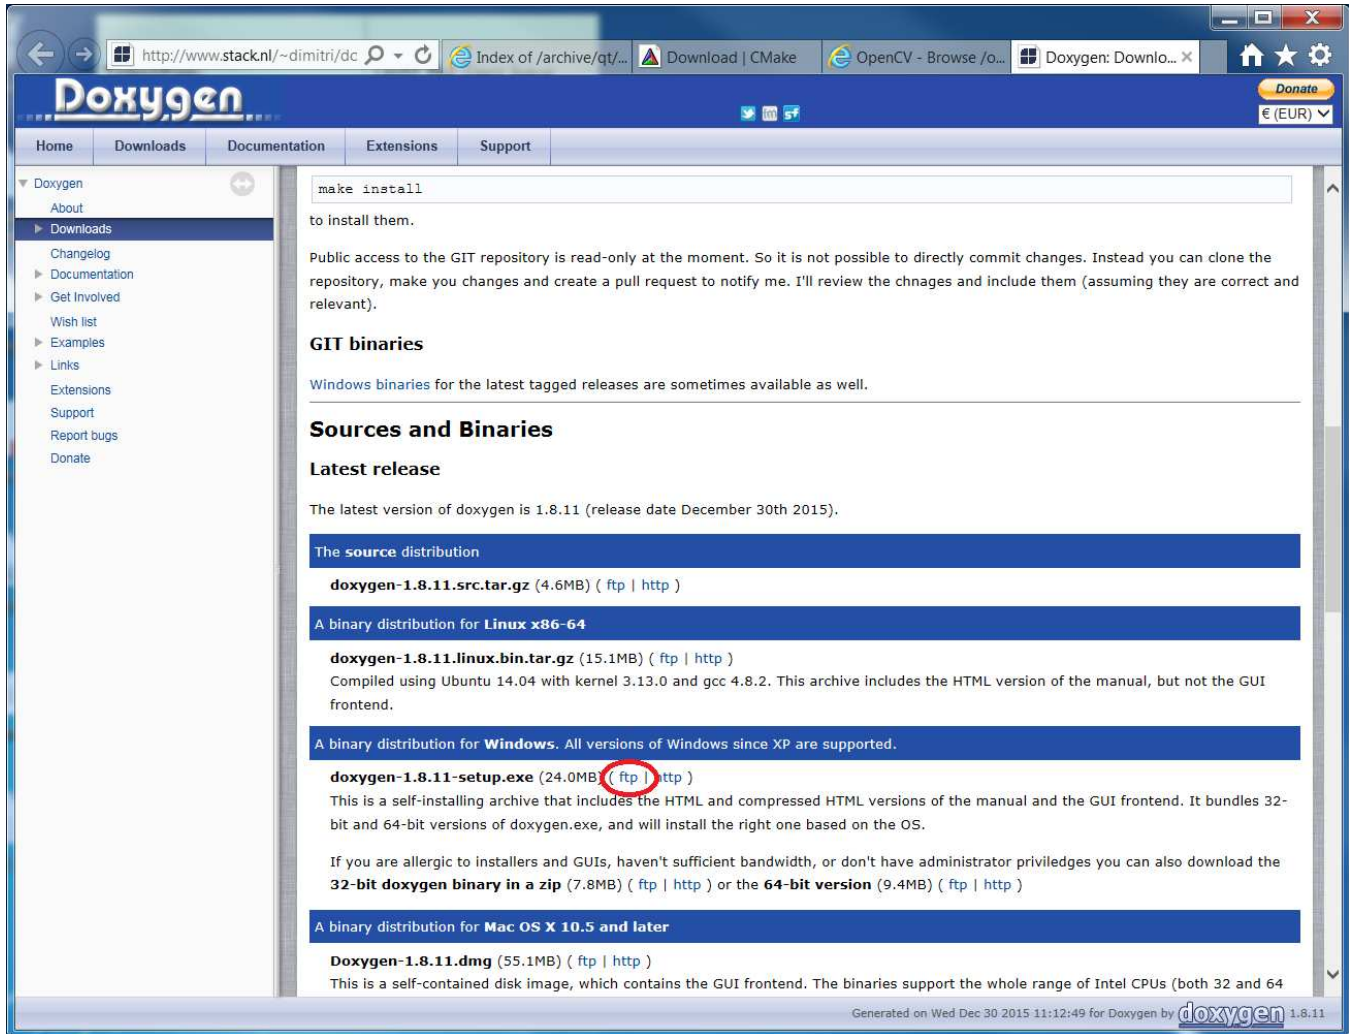 http://www.stack.nl/~dimitri/dc
Index of /archive/qt/...
Download | CMake
OpenCV - Browse /o...
Doxygen: Downlo...
Doxygen
Donate
€ (EUR)
Home
Downloads
Documentation
Extensions
Support
Doxygen
About
Downloads
Changelog
Documentation
Get Involved
Wish list
Examples
Links
Extensions
Support
Report bugs
Donate
make install
to install them.
Public access to the GIT repository is read-only at the moment. So it is not possible to directly commit changes. Instead you can clone the
repository, make you changes and create a pull request to notify me. I'll review the chnages and include them (assuming they are correct and
relevant).
GIT binaries
Windows binaries for the latest tagged releases are sometimes available as well.
Sources and Binaries
Latest release
The latest version of doxygen is 1.8.11 (release date December 30th 2015).
The source distribution
doxygen-1.8.11.src.tar.gz (4.6MB) ( ftp | http )
A binary distribution for Linux x86-64
doxygen-1.8.11.linux.bin.tar.gz (15.1MB) ( ftp | http )
Compiled using Ubuntu 14.04 with kernel 3.13.0 and gcc 4.8.2. This archive includes the HTML version of the manual, but not the GUI
frontend.
A binary distribution for Windows. All versions of Windows since XP are supported.
doxygen-1.8.11-setup.exe (24.0MB) ( ftp | http )
This is a self-installing archive that includes the HTML and compressed HTML versions of the manual and the GUI frontend. It bundles 32-
bit and 64-bit versions of doxygen.exe, and will install the right one based on the OS.
If you are allergic to installers and GUIs, haven't sufficient bandwidth, or don't have administrator priviledges you can also download the
32-bit doxygen binary in a zip (7.8MB) ( ftp | http ) or the 64-bit version (9.4MB) ( ftp | http )
A binary distribution for Mac OS X 10.5 and later
Doxygen-1.8.11.dmg (55.1MB) ( ftp | http )
This is a self-contained disk image, which contains the GUI frontend. The binaries support the whole range of Intel CPUs (both 32 and 64
Generated on Wed Dec 30 2015 11:12:49 for Doxygen by doxygen 1.8.11